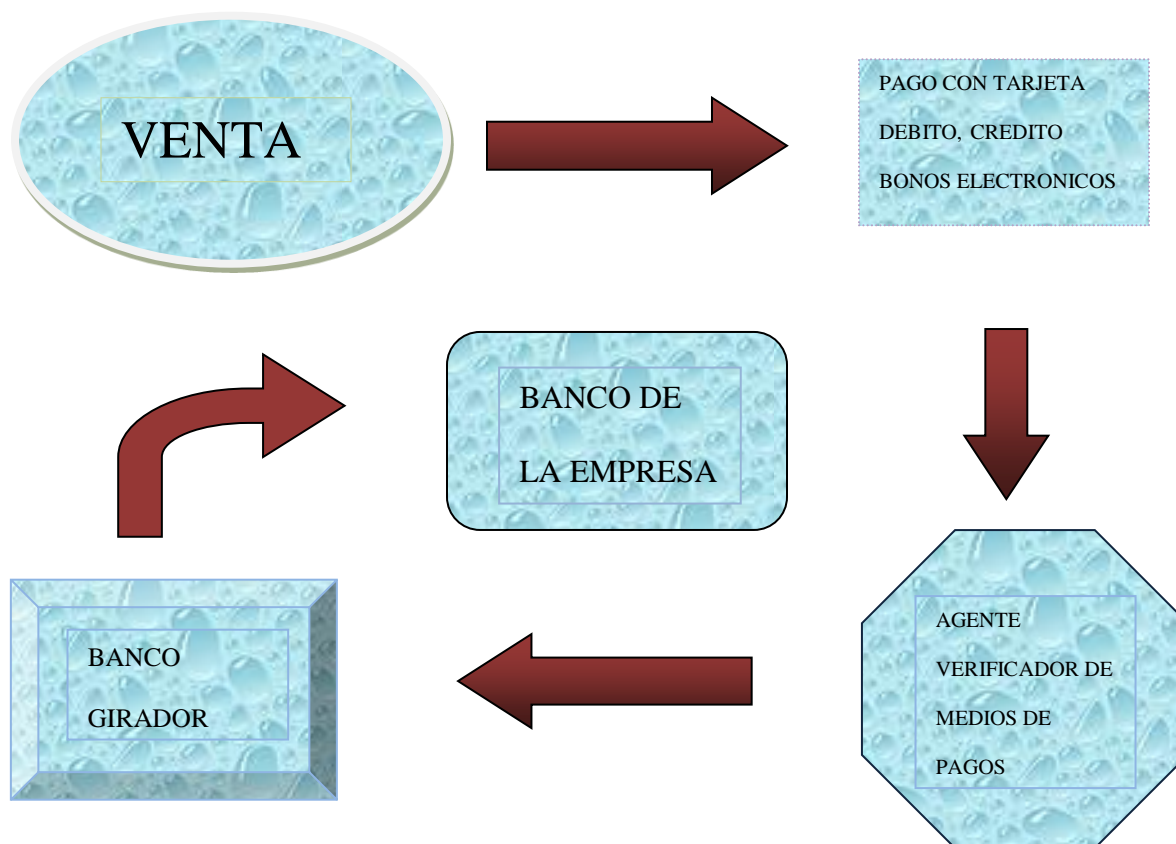 VENTA
PAGO CON TARJETA
DEBITO, CREDITO
BONOS ELECTRONICOS
BANCO DE
LA EMPRESA
AGENTE
VERIFICADOR DE
MEDIOS DE
PAGOS
BANCO
GIRADOR